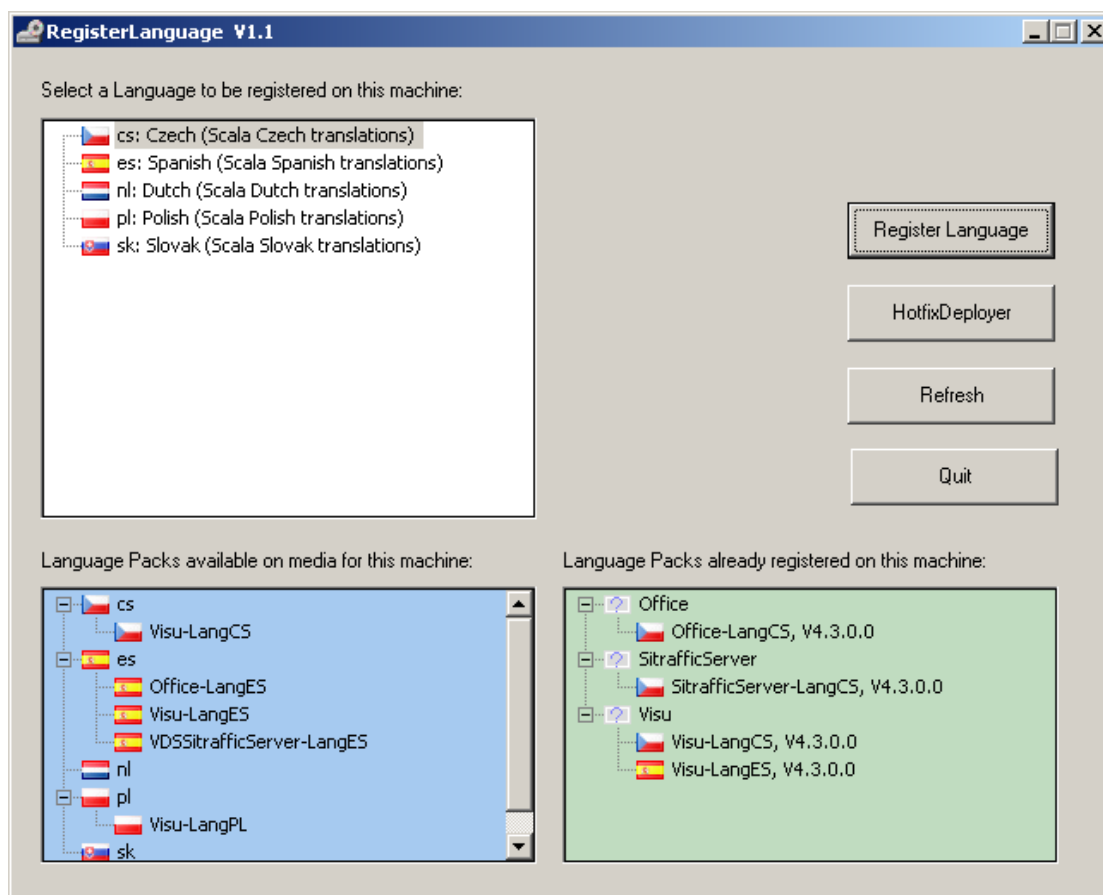 RegisterLanguage V1.1
Select a Language to be registered on this machine:
cs: Czech (Scala Czech translations)
es: Spanish (Scala Spanish translations)
nl: Dutch (Scala Dutch translations)
pl: Polish (Scala Polish translations)
sk: Slovak (Scala Slovak translations)
Register Language
HotfixDeployer
Refresh
Quit
Language Packs available on media for this machine:
cs
Visu-LangCS
es
Office-LangES
Visu-LangES
VDSSitrafficServer-LangES
nl
pl
Visu-LangPL
sk
Language Packs already registered on this machine:
Office
Office-LangCS, V4.3.0.0
SitrafficServer
SitrafficServer-LangCS, V4.3.0.0
Visu
Visu-LangCS, V4.3.0.0
Visu-LangES, V4.3.0.0